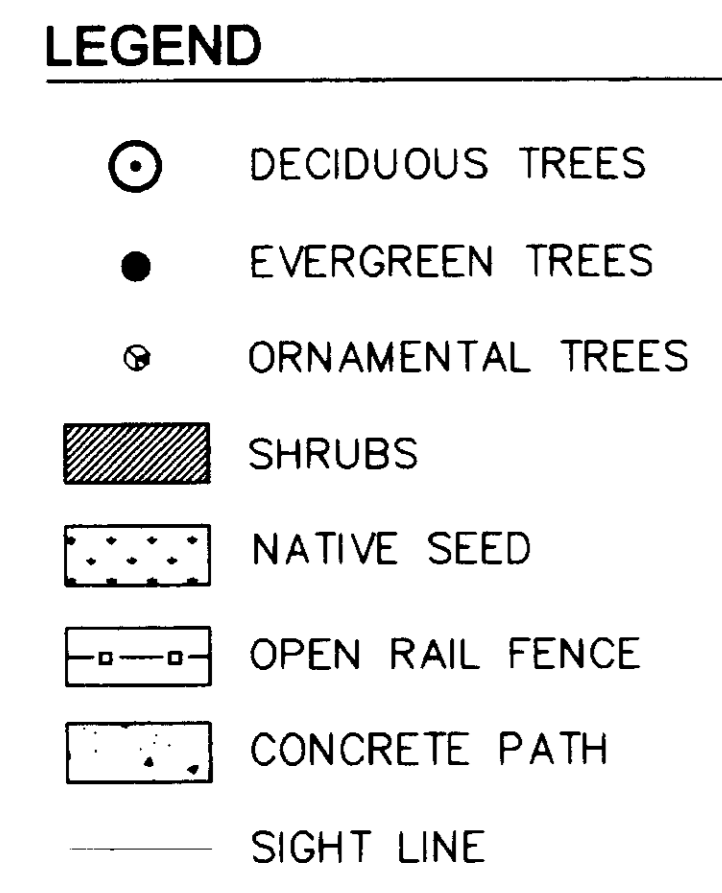 LEGEND
DECIDUOUS TREES
EVERGREEN TREES
ORNAMENTAL TREES
SHRUBS
NATIVE SEED
OPEN RAIL FENCE
CONCRETE PATH
SIGHT LINE